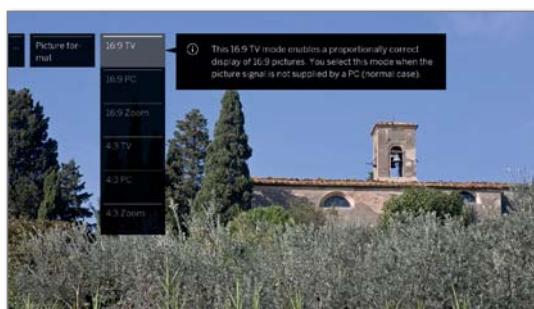 ...
Picture for-
mat
16:9 TV
16:9 PC
16:9 Zoom
4:3 TV
4:3 PC
4:3 Zoom
This 16:9 TV mode enables a proportionally correct
display of 16:9 pictures. You select this mode when the
picture signal is not supplied by a PC (normal case).